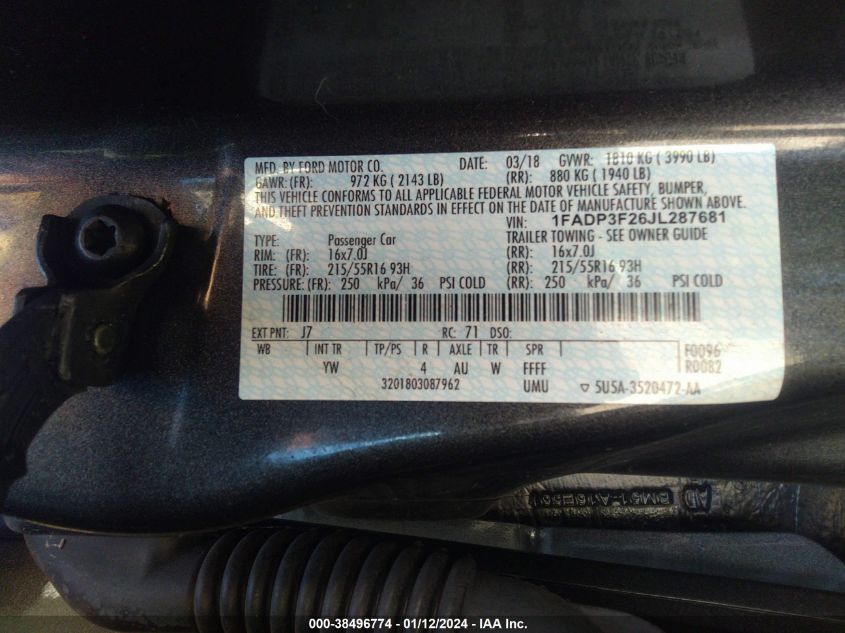 MFD. BY FORD MOTOR CO. DATE: 03/18 GVWR: 1810 KG ( 3990 LB)
GAWR: (FR): 972 KG ( 2143 LB) (RR): 880 KG ( 1940 LB)
THIS VEHICLE CONFORMS TO ALL APPLICABLE FEDERAL MOTOR VEHICLE SAFETY, BUMPER,
AND THEFT PREVENTION STANDARDS IN EFFECT ON THE DATE OF MANUFACTURE SHOWN ABOVE.
VIN: 1FADP3F26JL287681
TYPE: Passenger Car TRAILER TOWING - SEE OWNER GUIDE
RIM: (FR): 16x7.0J (RR): 16x7.0J
TIRE: (FR): 215/55R16 93H (RR): 215/55R16 93H
PRESSURE: (FR): 250 kPa/ 36 PSI COLD (RR): 250 kPa/ 36 PSI COLD
EXT PNT: J7 RC: 71 DSO:
WB INT TR TP/PS R AXLE TR SPR F0096
YW 4 AU W FFFF R0082
3201803087962 UMU ▽ 5U5A-3520472-AA
000-38496774 - 01/12/2024 - IAA Inc.